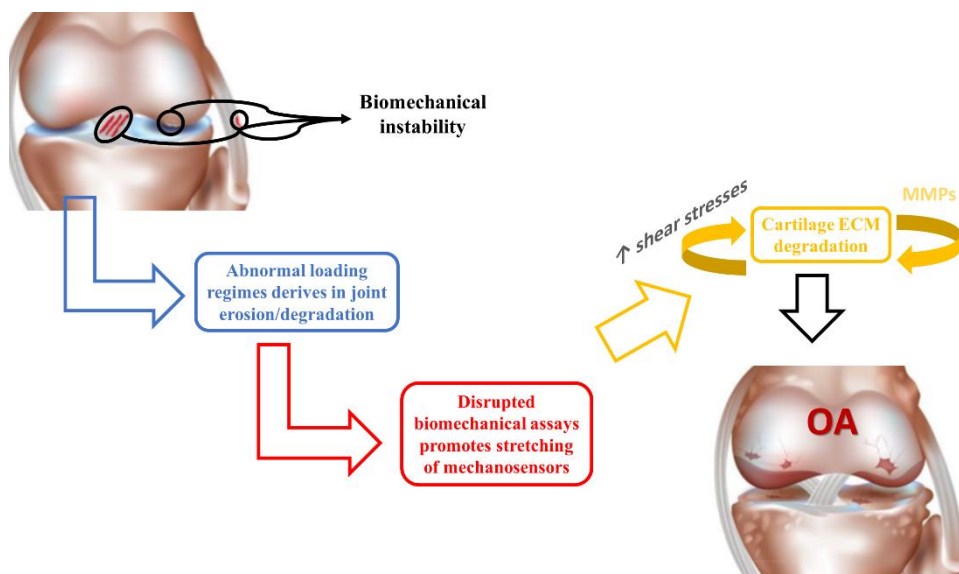 Biomechanical
instability
Abnormal loading
regimes derives in joint
erosion/degradation
Disrupted
biomechanical assays
promotes stretching
of mechanosensors
↑ shear stresses
MMPs
Cartilage ECM
degradation
OA